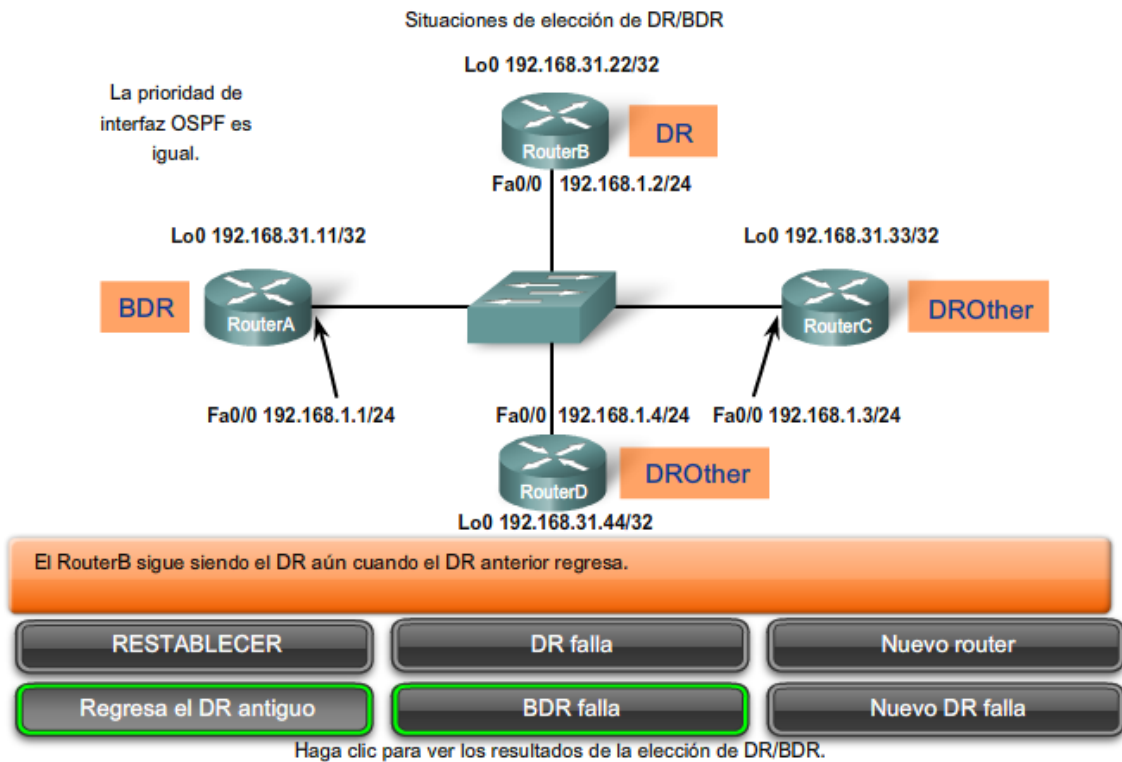 Situaciones de elección de DR/BDR
Lo0 192.168.31.22/32
La prioridad de
interfaz OSPF es
igual.
RouterB
DR
Fa0/0 192.168.1.2/24
Lo0 192.168.31.11/32
Lo0 192.168.31.33/32
BDR
RouterA
RouterC
DROther
Fa0/0 192.168.1.1/24
Fa0/0 192.168.1.4/24
Fa0/0 192.168.1.3/24
RouterD
DROther
Lo0 192.168.31.44/32
El RouterB sigue siendo el DR aún cuando el DR anterior regresa.
RESTABLECER
DR falla
Nuevo router
Regresa el DR antiguo
BDR falla
Nuevo DR falla
Haga clic para ver los resultados de la elección de DR/BDR.